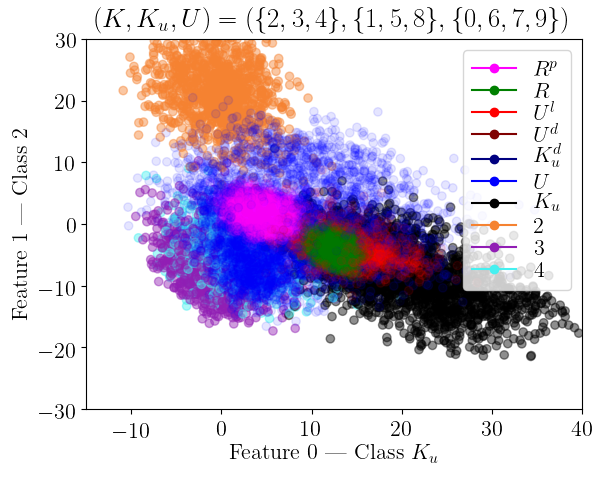 (K, K_u, U) = ({2, 3, 4}, {1, 5, 8}, {0, 6, 7, 9})
30
20
10
0
−10
−20
−30
Feature 1 — Class 2
R^p
R
U^l
U^d
K_u^d
U
K_u
2
3
4
−10
0
10
20
30
40
Feature 0 — Class K_u